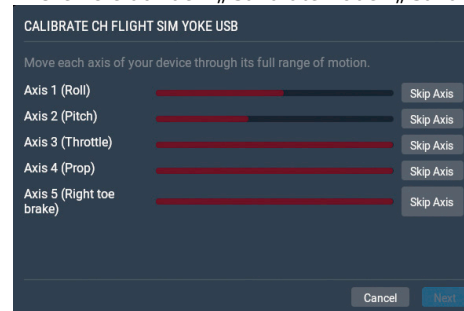 CALIBRATE CH FLIGHT SIM YOKE USB
Move each axis of your device through its full range of motion.
Axis 1 (Roll)
Skip Axis
Axis 2 (Pitch)
Skip Axis
Axis 3 (Throttle)
Skip Axis
Axis 4 (Prop)
Skip Axis
Axis 5 (Right toe
brake)
Skip Axis
Cancel
Next